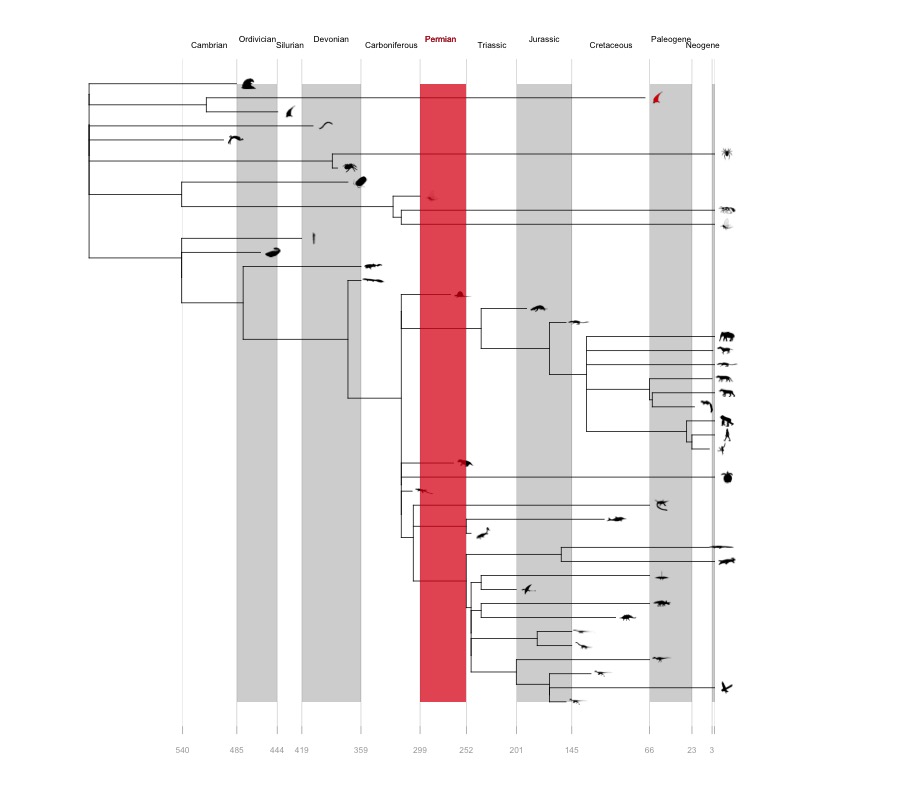 Ordivician Devonian Permian Jurassic Paleogene
Cambrian Silurian Carboniferous Triassic Cretaceous Neogene
540 485 444 419 359 299 252 201 145 66 23 3